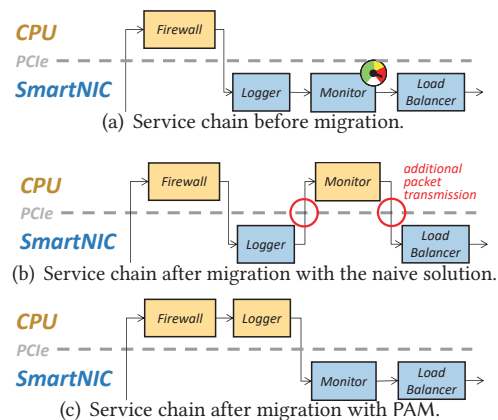 CPU
Firewall
PCIe
SmartNIC
Logger
Monitor
Load
Balancer
(a) Service chain before migration.
CPU
Firewall
Monitor
additional
packet
transmission
PCIe
SmartNIC
Logger
Load
Balancer
(b) Service chain after migration with the naive solution.
CPU
Firewall
Logger
PCIe
SmartNIC
Monitor
Load
Balancer
(c) Service chain after migration with PAM.